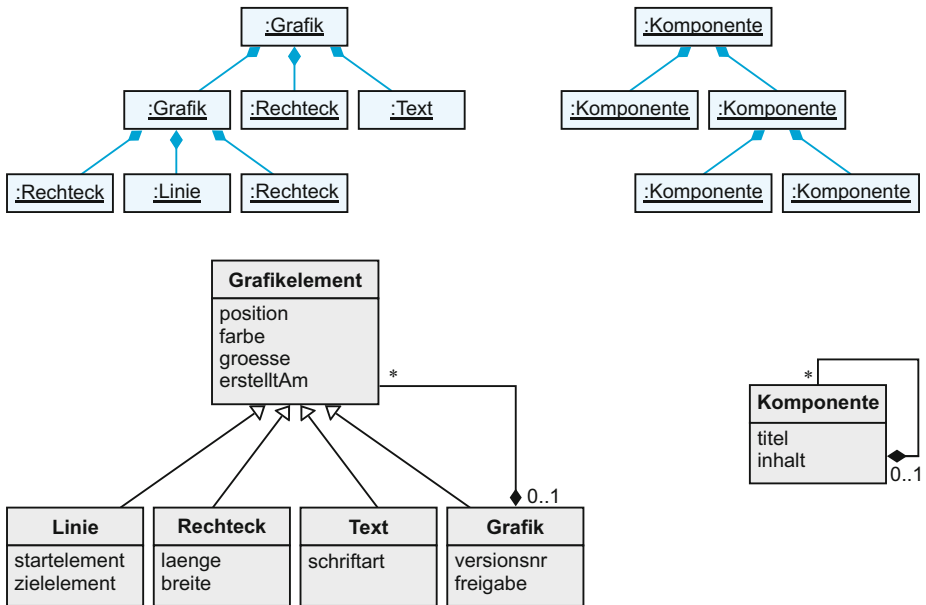 :Grafik
:Grafik
:Rechteck
:Text
:Rechteck
:Linie
:Rechteck
:Komponente
:Komponente
:Komponente
:Komponente
:Komponente
Grafikelement
position
farbe
groesse
erstelltAm
*
0..1
Linie
startelement
zielelement
Rechteck
laenge
breite
Text
schriftart
Grafik
versionsnr
freigabe
*
Komponente
titel
inhalt
0..1